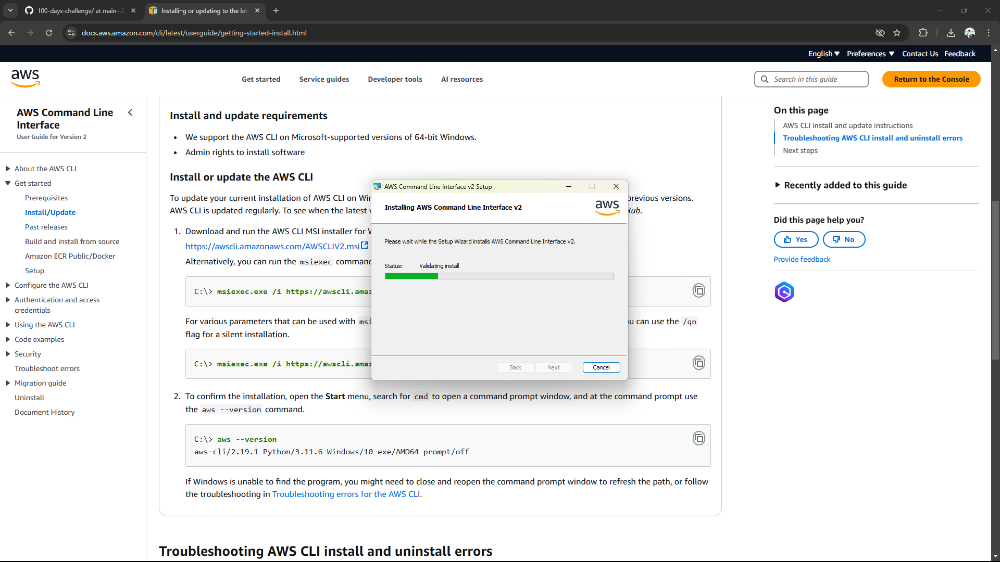 100-days-challenge/ at main · 2
Installing or updating to the lat
docs.aws.amazon.com/cli/latest/userguide/getting-started-install.html
English Preferences Contact Us Feedback
aws
Get started Service guides Developer tools AI resources
Search in this guide
Return to the Console
AWS Command Line
Interface
User Guide for Version 2
About the AWS CLI
Get started
Prerequisites
Install/Update
Past releases
Build and install from source
Amazon ECR Public/Docker
Setup
Configure the AWS CLI
Authentication and access
credentials
Using the AWS CLI
Code examples
Security
Troubleshoot errors
Migration guide
Uninstall
Document History
Install and update requirements
• We support the AWS CLI on Microsoft-supported versions of 64-bit Windows.
• Admin rights to install software
Install or update the AWS CLI
To update your current installation of AWS CLI on previous versions.
AWS CLI is updated regularly. To see when the latest
1. Download and run the AWS CLI MSI installer for
https://awscli.amazonaws.com/AWSCLIV2.msi
Alternatively, you can run the msiexec
C:\> msiexec.exe /i https://awscli.ama
For various parameters that can be used with can use the /qn
flag for a silent installation.
C:\> msiexec.exe /i https://awscli.ama
2. To confirm the installation, open the Start menu, search for cmd to open a command prompt window, and at the command prompt use
the aws --version command.
C:\> aws --version
aws-cli/2.19.1 Python/3.11.6 Windows/10 exe/AMD64 prompt/off
If Windows is unable to find the program, you might need to close and reopen the command prompt window to refresh the path, or follow
the troubleshooting in Troubleshooting errors for the AWS CLI.
Troubleshooting AWS CLI install and uninstall errors
AWS Command Line Interface v2 Setup
Installing AWS Command Line Interface v2
aws
Please wait while the Setup Wizard installs AWS Command Line Interface v2.
Status: Validating install
Back Next Cancel
On this page
AWS CLI install and update instructions
Troubleshooting AWS CLI install and uninstall errors
Next steps
Recently added to this guide
Did this page help you?
Yes No
Provide feedback